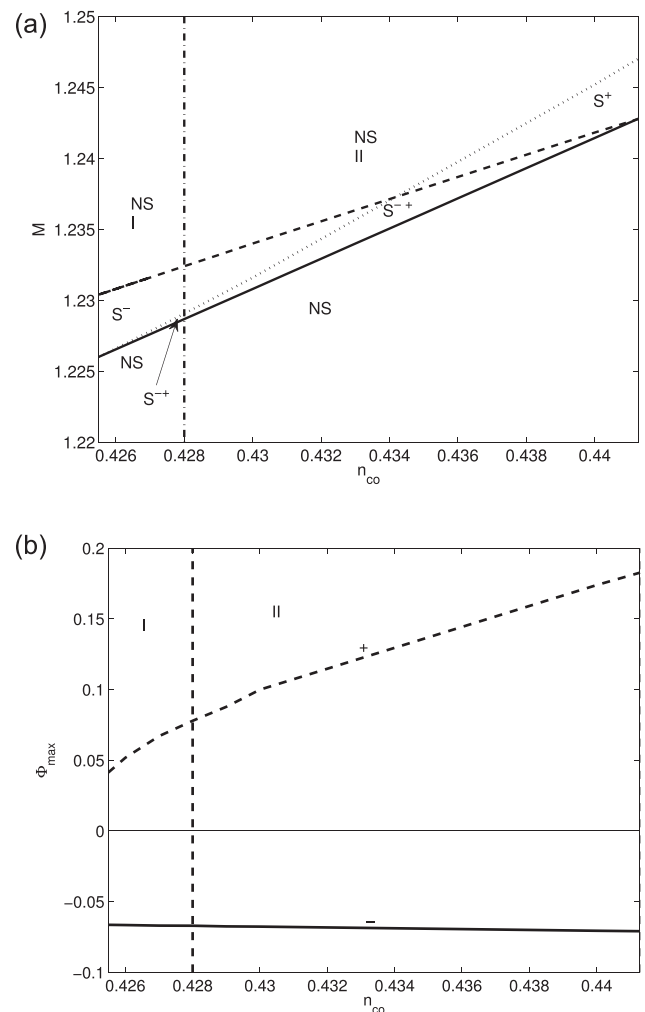 (a)
1.25
1.245
S⁺
NS
II
1.24
S⁻⁺
NS
I
1.235
M
1.23
S⁻
NS
NS
1.225
S⁻⁺
1.22
0.426 0.428 0.43 0.432 0.434 0.436 0.438 0.44
n_co
(b)
0.2
I II
0.15
+
0.1
0.05
Φ_max
0
−0.05
−
−0.1
0.426 0.428 0.43 0.432 0.434 0.436 0.438 0.44
n_co